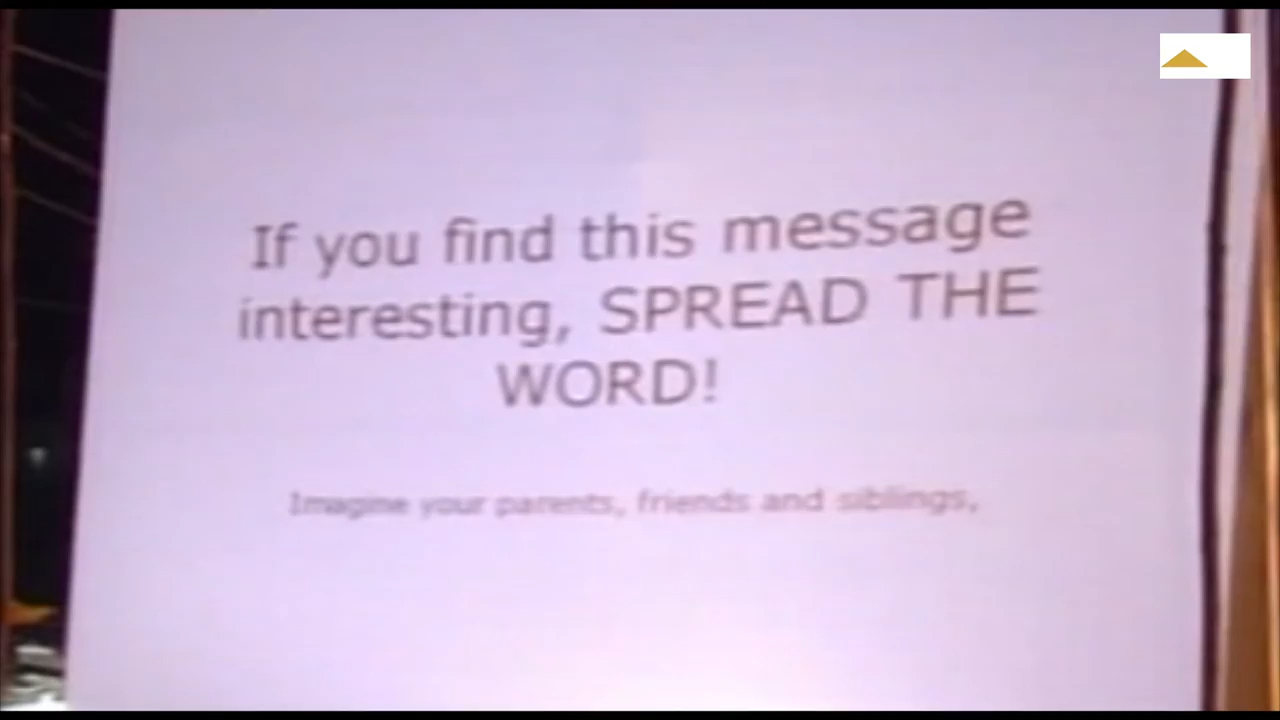 If you find this message
interesting, SPREAD THE
WORD!
Imagine your parents, friends and siblings,